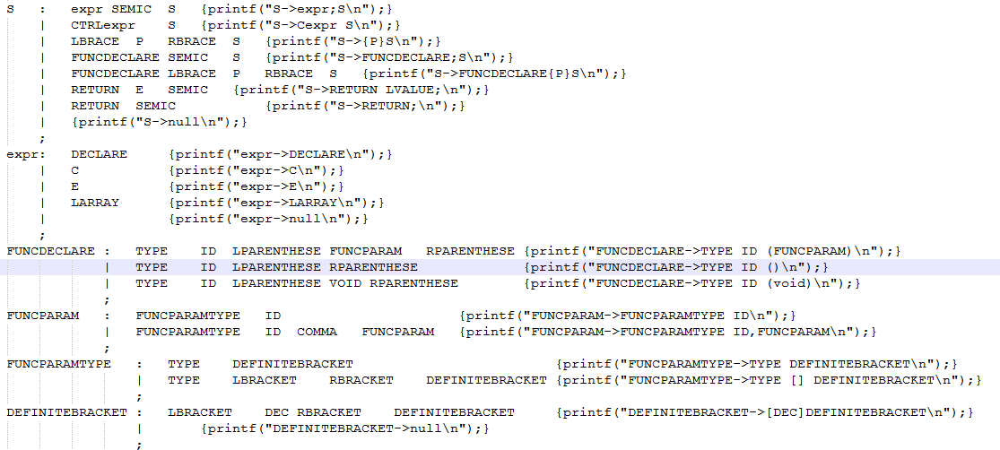 S : expr SEMIC S {printf("S->expr;S\n");}
| CTRLexpr S {printf("S->Cexpr S\n");}
| LBRACE P RBRACE S {printf("S->{P}S\n");}
| FUNCDECLARE SEMIC S {printf("S->FUNCDECLARE;S\n");}
| FUNCDECLARE LBRACE P RBRACE S {printf("S->FUNCDECLARE{P}S\n");}
| RETURN E SEMIC {printf("S->RETURN LVALUE;\n");}
| RETURN SEMIC {printf("S->RETURN;\n");}
| {printf("S->null\n");}
;
expr: DECLARE {printf("expr->DECLARE\n");}
| C {printf("expr->C\n");}
| E {printf("expr->E\n");}
| LARRAY {printf("expr->LARRAY\n");}
| {printf("expr->null\n");}
;
FUNCDECLARE : TYPE ID LPARENTHESE FUNCPARAM RPARENTHESE {printf("FUNCDECLARE->TYPE ID (FUNCPARAM)\n");}
| TYPE ID LPARENTHESE RPARENTHESE {printf("FUNCDECLARE->TYPE ID ()\n");}
| TYPE ID LPARENTHESE VOID RPARENTHESE {printf("FUNCDECLARE->TYPE ID (void)\n");}
;
FUNCPARAM : FUNCPARAMTYPE ID {printf("FUNCPARAM->FUNCPARAMTYPE ID\n");}
| FUNCPARAMTYPE ID COMMA FUNCPARAM {printf("FUNCPARAM->FUNCPARAMTYPE ID,FUNCPARAM\n");}
;
FUNCPARAMTYPE : TYPE DEFINITEBRACKET {printf("FUNCPARAMTYPE->TYPE DEFINITEBRACKET\n");}
| TYPE LBRACKET RBRACKET DEFINITEBRACKET {printf("FUNCPARAMTYPE->TYPE [] DEFINITEBRACKET\n");}
;
DEFINITEBRACKET : LBRACKET DEC RBRACKET DEFINITEBRACKET {printf("DEFINITEBRACKET->[DEC]DEFINITEBRACKET\n");}
| {printf("DEFINITEBRACKET->null\n");}
;